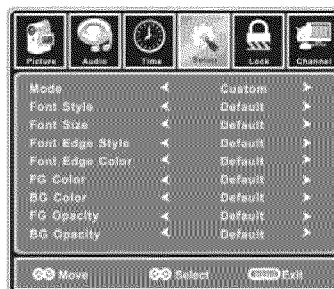 Picture Audio Time Setup Lock Channel
Mode Custom
Font Style Default
Font Size Default
Font Edge Style Default
Font Edge Color Default
FG Color Default
BG Color Default
FG Opacity Default
BG Opacity Default
Move Select Exit